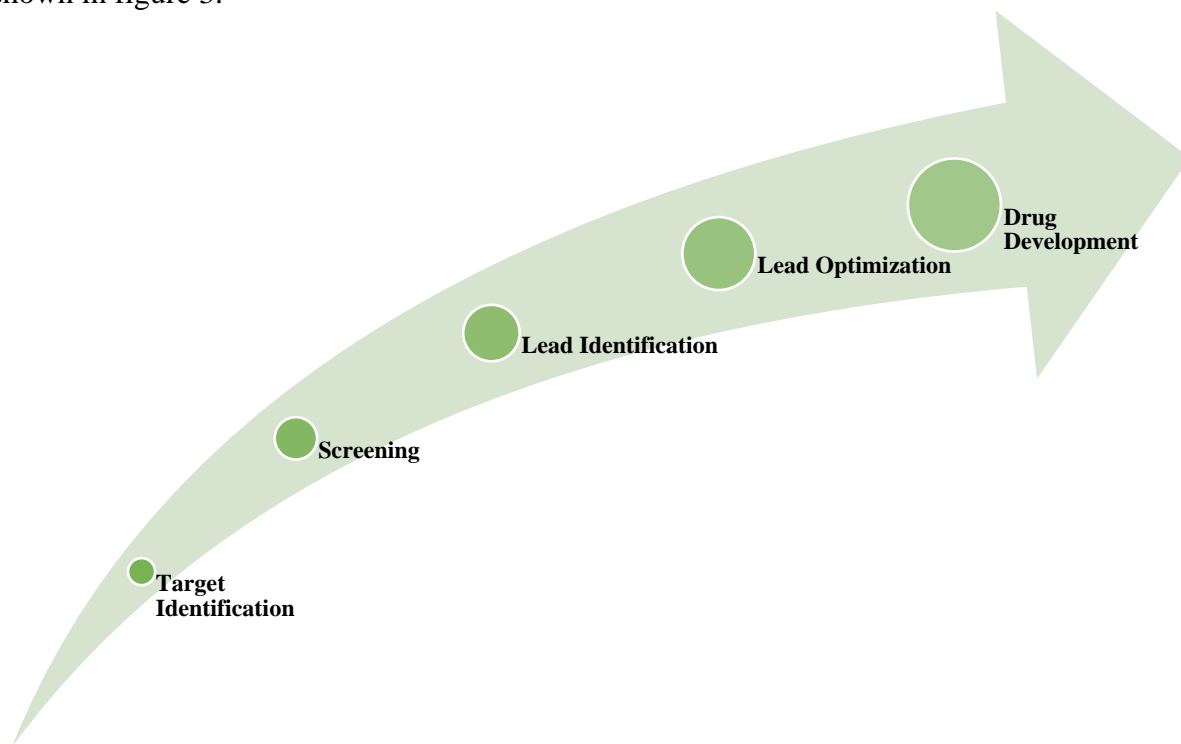 shown in figure 3.
Drug
Development
Lead Optimization
Lead Identification
Screening
Target
Identification